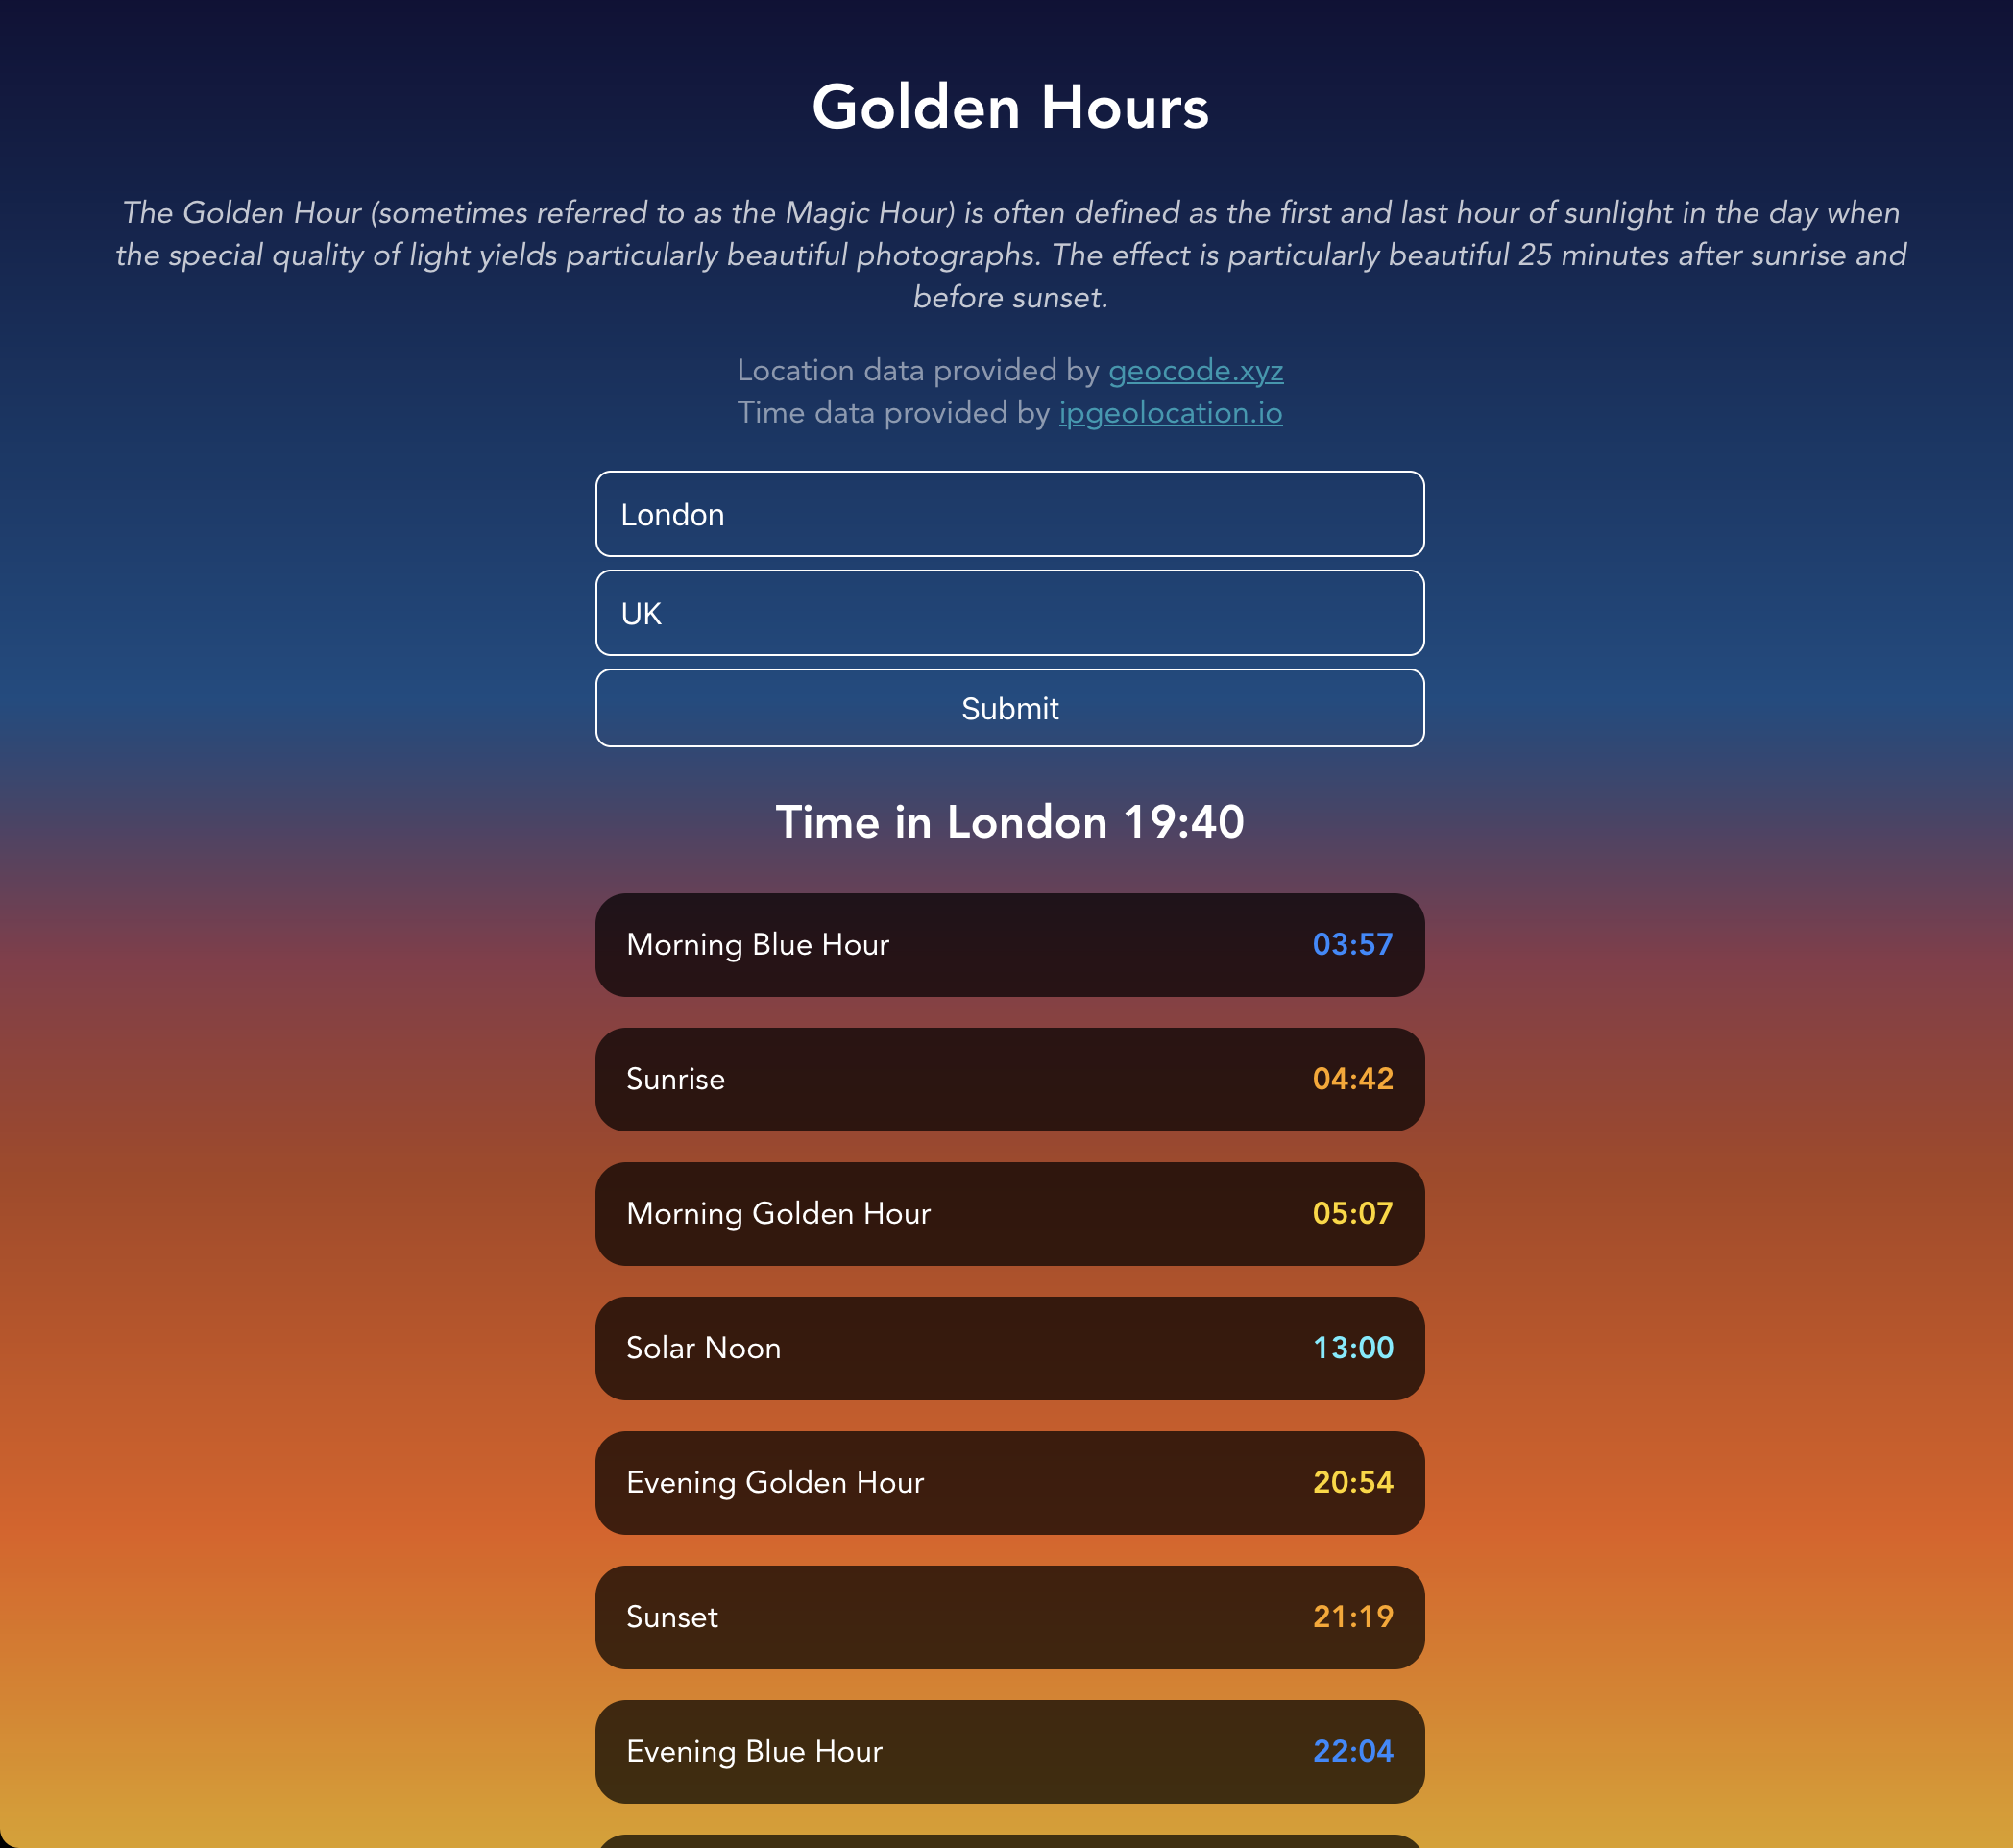 Golden Hours
The Golden Hour (sometimes referred to as the Magic Hour) is often defined as the first and last hour of sunlight in the day when
the special quality of light yields particularly beautiful photographs. The effect is particularly beautiful 25 minutes after sunrise and
before sunset.
Location data provided by geocode.xyz
Time data provided by ipgeolocation.io
London
UK
Submit
Time in London 19:40
Morning Blue Hour 03:57
Sunrise 04:42
Morning Golden Hour 05:07
Solar Noon 13:00
Evening Golden Hour 20:54
Sunset 21:19
Evening Blue Hour 22:04